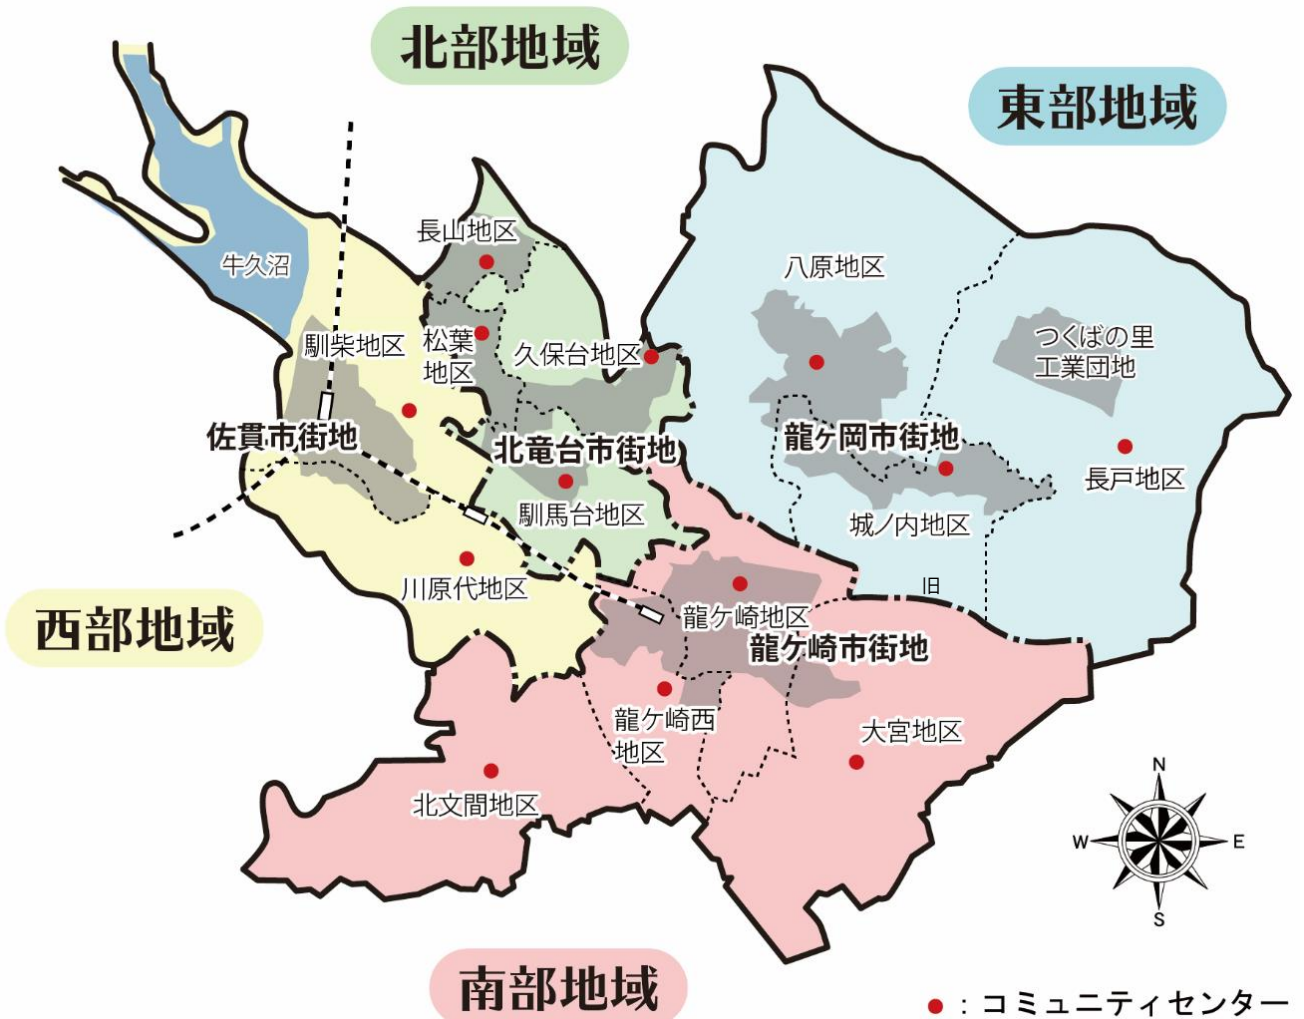 北部地域
東部地域
長山地区
牛久沼
八原地区
馴柴地区
松葉
地区
久保台地区
つくばの里
工業団地
佐貫市街地
北竜台市街地
龍ヶ岡市街地
長戸地区
馴馬台地区
城ノ内地区
川原代地区
旧
西部地域
龍ケ崎地区
龍ケ崎市街地
龍ケ崎西
地区
大宮地区
北文間地区
N
W
E
S
南部地域
：コミュニティセンター